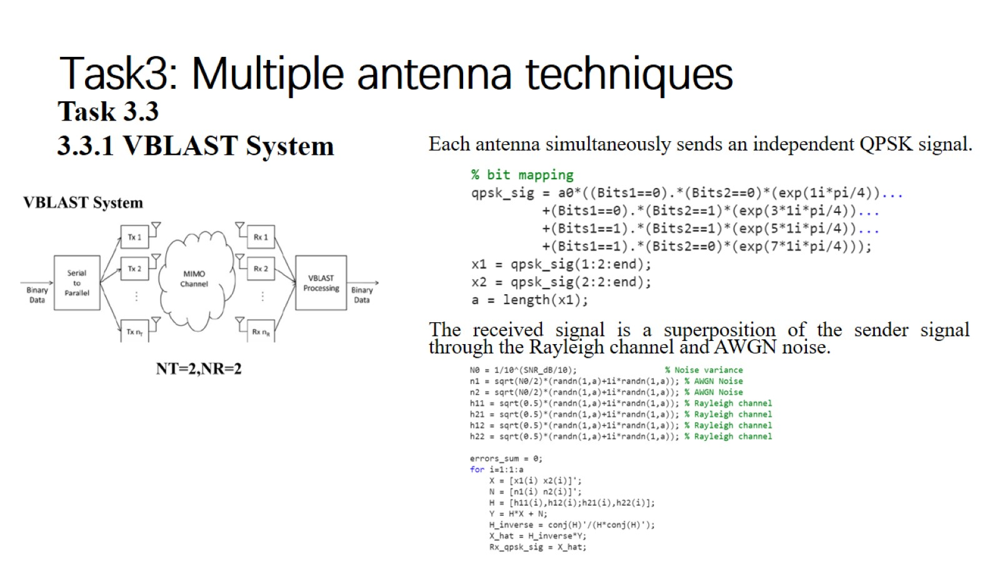 Task3: Multiple antenna techniques
Task 3.3
3.3.1 VBLAST System
VBLAST System
Binary
Data
Serial
to
Parallel
Tx 1
Tx 2
⋮
Tx nT
MIMO
Channel
Rx 1
Rx 2
⋮
Rx nR
VBLAST
Processing
Binary
Data
NT=2,NR=2
Each antenna simultaneously sends an independent QPSK signal.
% bit mapping
qpsk_sig = a0*((Bits1==0).*(Bits2==0)*(exp(1i*pi/4))...
+(Bits1==0).*(Bits2==1)*(exp(3*1i*pi/4))...
+(Bits1==1).*(Bits2==1)*(exp(5*1i*pi/4))...
+(Bits1==1).*(Bits2==0)*(exp(7*1i*pi/4)));
x1 = qpsk_sig(1:2:end);
x2 = qpsk_sig(2:2:end);
a = length(x1);
The received signal is a superposition of the sender signal
through the Rayleigh channel and AWGN noise.
N0 = 1/10^(SNR_dB/10); % Noise variance
n1 = sqrt(N0/2)*(randn(1,a)+1i*randn(1,a)); % AWGN Noise
n2 = sqrt(N0/2)*(randn(1,a)+1i*randn(1,a)); % AWGN Noise
h11 = sqrt(0.5)*(randn(1,a)+1i*randn(1,a)); % Rayleigh channel
h21 = sqrt(0.5)*(randn(1,a)+1i*randn(1,a)); % Rayleigh channel
h12 = sqrt(0.5)*(randn(1,a)+1i*randn(1,a)); % Rayleigh channel
h22 = sqrt(0.5)*(randn(1,a)+1i*randn(1,a)); % Rayleigh channel
errors_sum = 0;
for i=1:1:a
X = [x1(i) x2(i)]';
N = [n1(i) n2(i)]';
H = [h11(i),h12(i);h21(i),h22(i)];
Y = H*X + N;
H_inverse = conj(H)'/(H*conj(H)');
X_hat = H_inverse*Y;
Rx_qpsk_sig = X_hat;